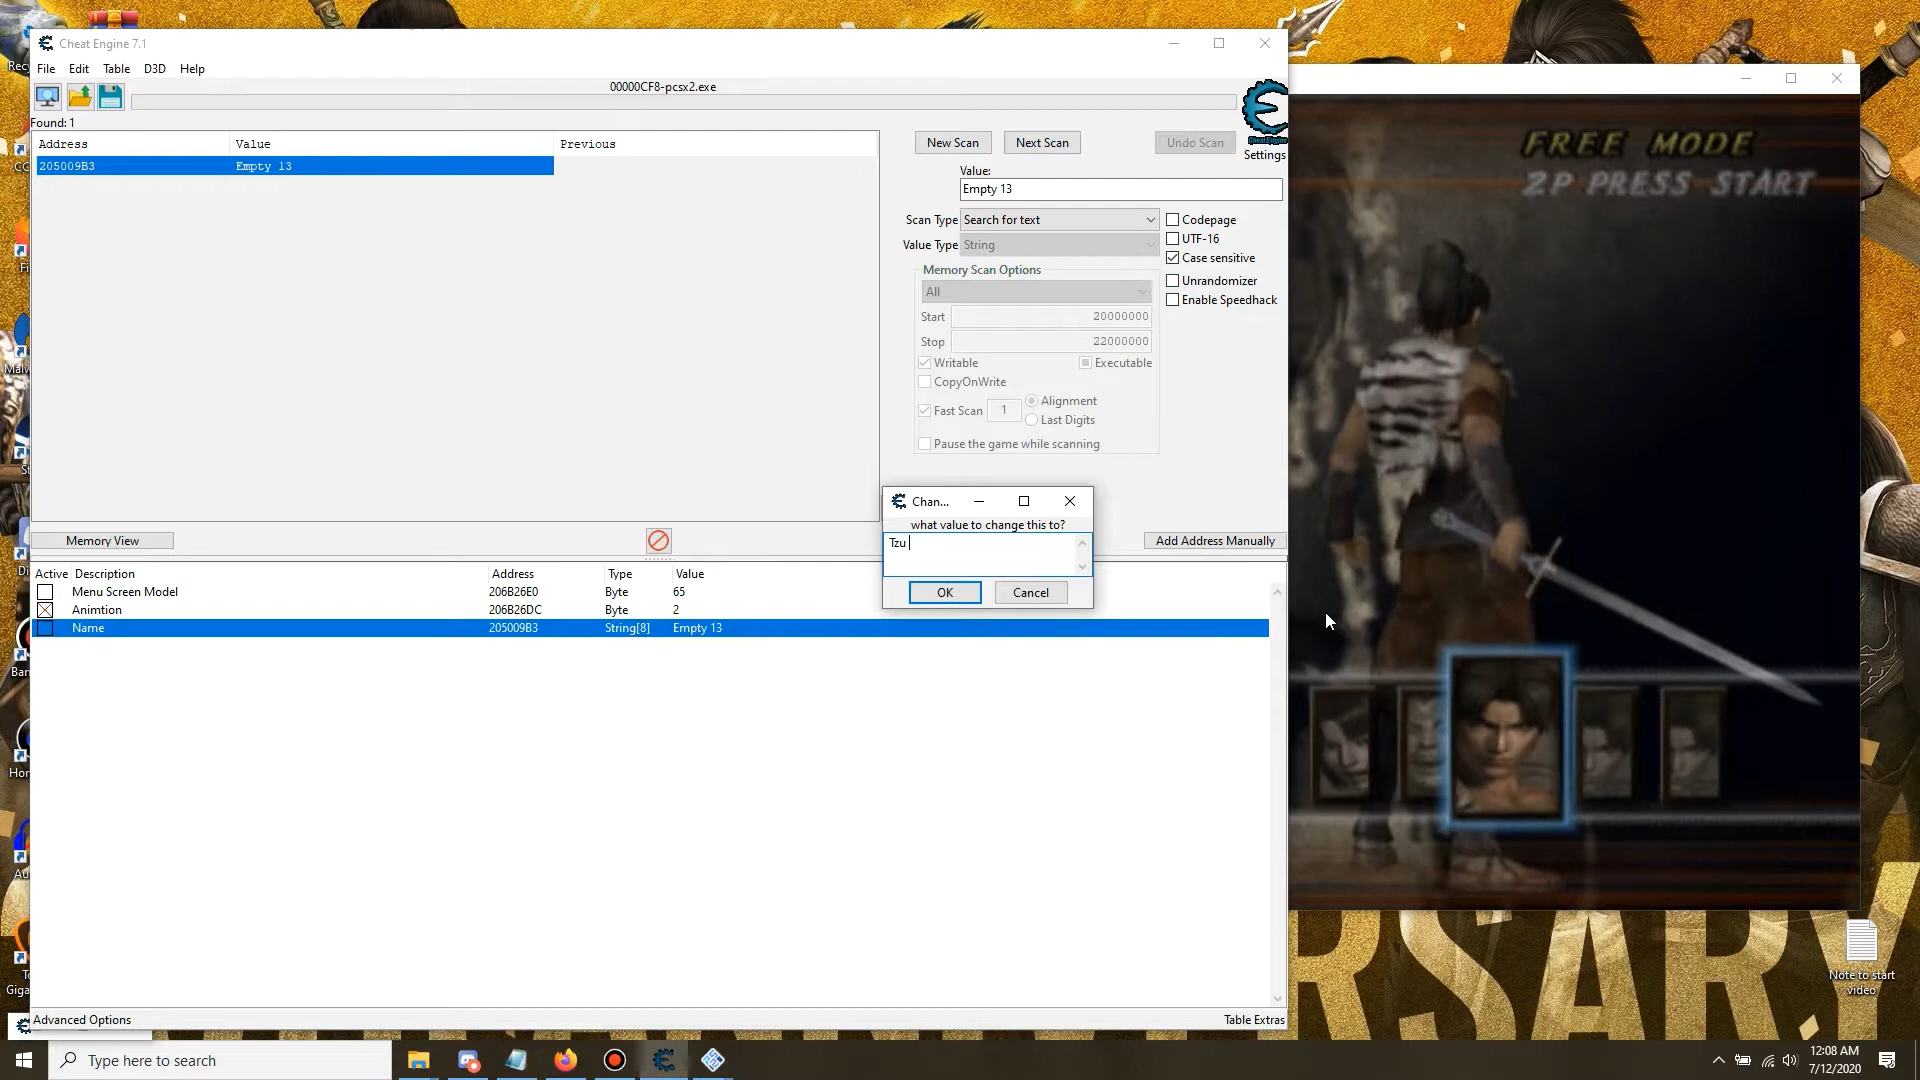 Cheat Engine 7.1
File Edit Table D3D Help
00000CF8-pcsx2.exe
Found: 1
Address Value Previous
205009B3 Empty 13
New Scan Next Scan Undo Scan
Settings
Value:
Empty 13
Scan Type Search for text
Value Type String
Codepage
UTF-16
Case sensitive
Unrandomizer
Enable Speedhack
Memory Scan Options
All
Start 20000000
Stop 22000000
Writable Executable
CopyOnWrite
Fast Scan 1 Alignment
Last Digits
Pause the game while scanning
Chan...
what value to change this to?
Tzu
OK Cancel
Memory View Add Address Manually
Active Description Address Type Value
Menu Screen Model 206B26E0 Byte 65
Animtion 206B26DC Byte 2
Name 205009B3 String[8] Empty 13
Advanced Options Table Extras
FREE MODE
2P PRESS START
RSARY
Note to start
video
Type here to search
12:08 AM
7/12/2020